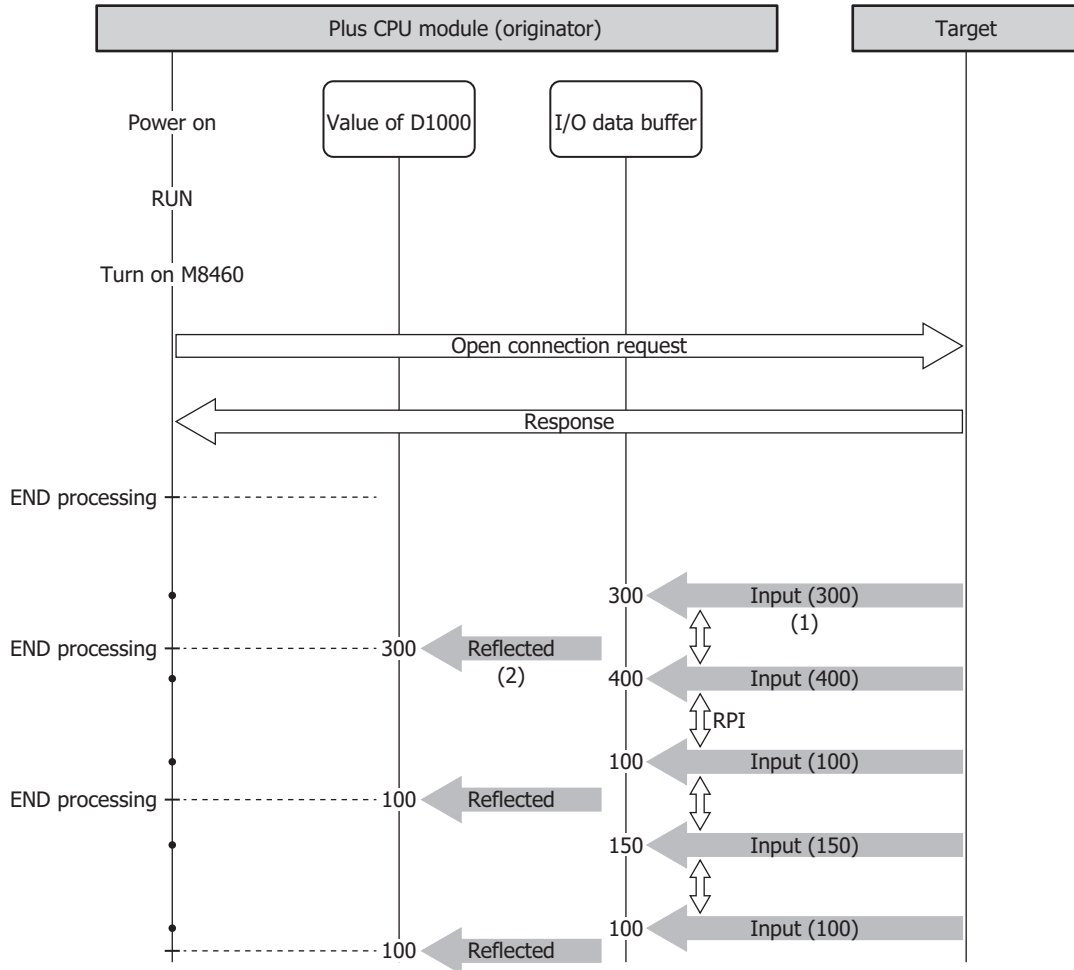 Plus CPU module (originator)
Target
Power on
Value of D1000
I/O data buffer
RUN
Turn on M8460
Open connection request
Response
END processing
300
Input (300)
(1)
END processing
300
Reflected
(2)
400
Input (400)
RPI
100
Input (100)
END processing
100
Reflected
150
Input (150)
100
Input (100)
100
Reflected